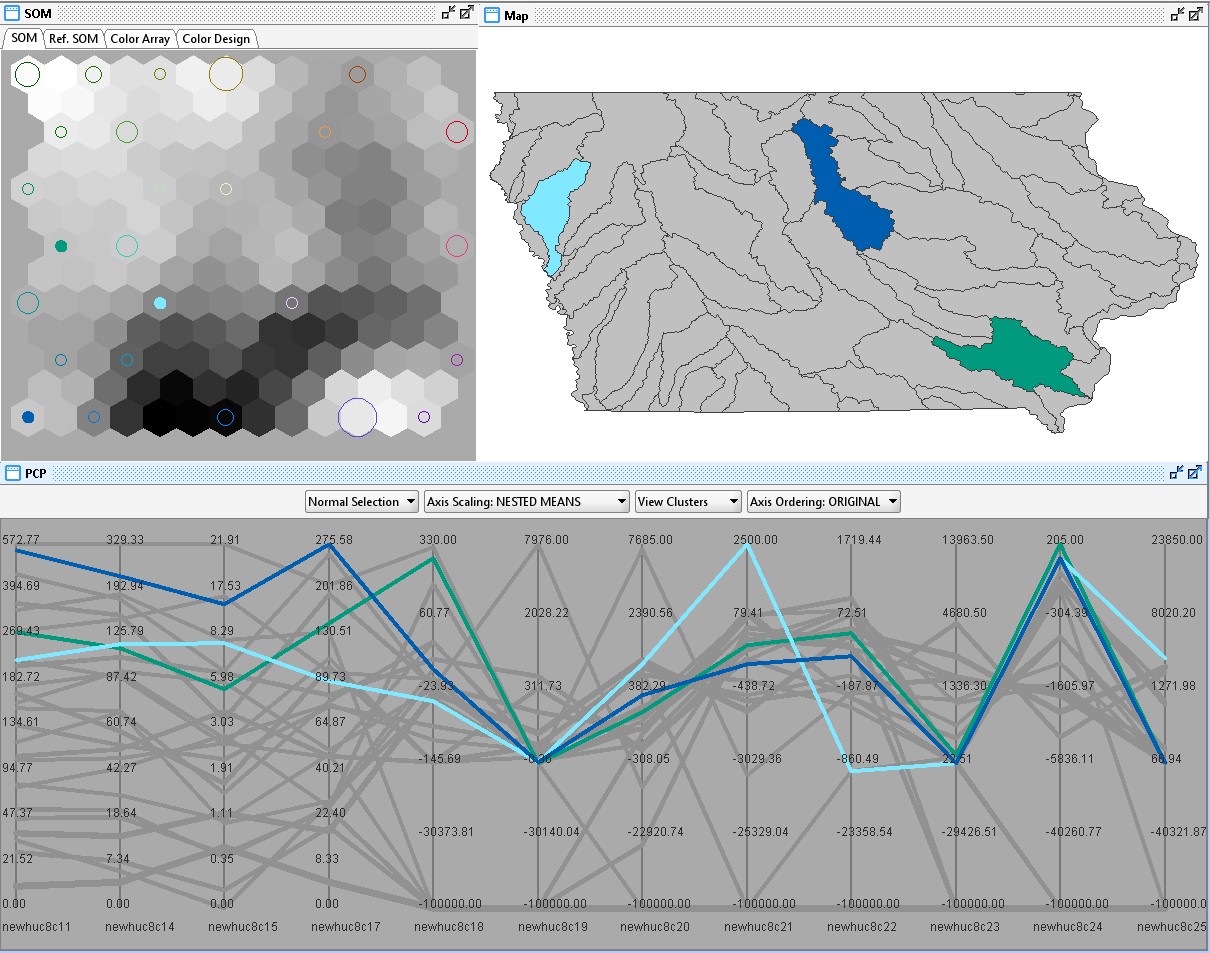 SOM
Map
SOM Ref. SOM Color Array Color Design
PCP
Normal Selection Axis Scaling: NESTED MEANS View Clusters Axis Ordering: ORIGINAL
572.77 329.33 21.91 275.58 330.00 7976.00 7685.00 2500.00 1719.44 13963.50 205.00 23850.00
394.69 192.94 17.53 201.86 60.77 2028.22 2390.56 79.41 72.51 4680.50 -304.39 8020.20
269.43 125.79 8.29 130.51
182.72 87.42 5.98 89.73 -23.93 311.73 382.29 -438.72 -187.87 1336.30 -1605.97 1271.98
134.61 60.74 3.03 64.87
94.77 42.27 1.91 40.21 -145.69 -308.05 -3029.36 -860.49 -5836.11 66.94
47.37 18.64 1.11 22.40 -30373.81 -30140.04 -22920.74 -25329.04 -23358.54 -29426.51 -40260.77 -40321.87
21.52 7.34 0.35 8.33
0.00 0.00 0.00 0.00 -100000.00 -100000.00 -100000.00 -100000.00 -100000.00 -100000.00 -100000.00 -100000.0
newhuc8c11 newhuc8c14 newhuc8c15 newhuc8c17 newhuc8c18 newhuc8c19 newhuc8c20 newhuc8c21 newhuc8c22 newhuc8c23 newhuc8c24 newhuc8c25